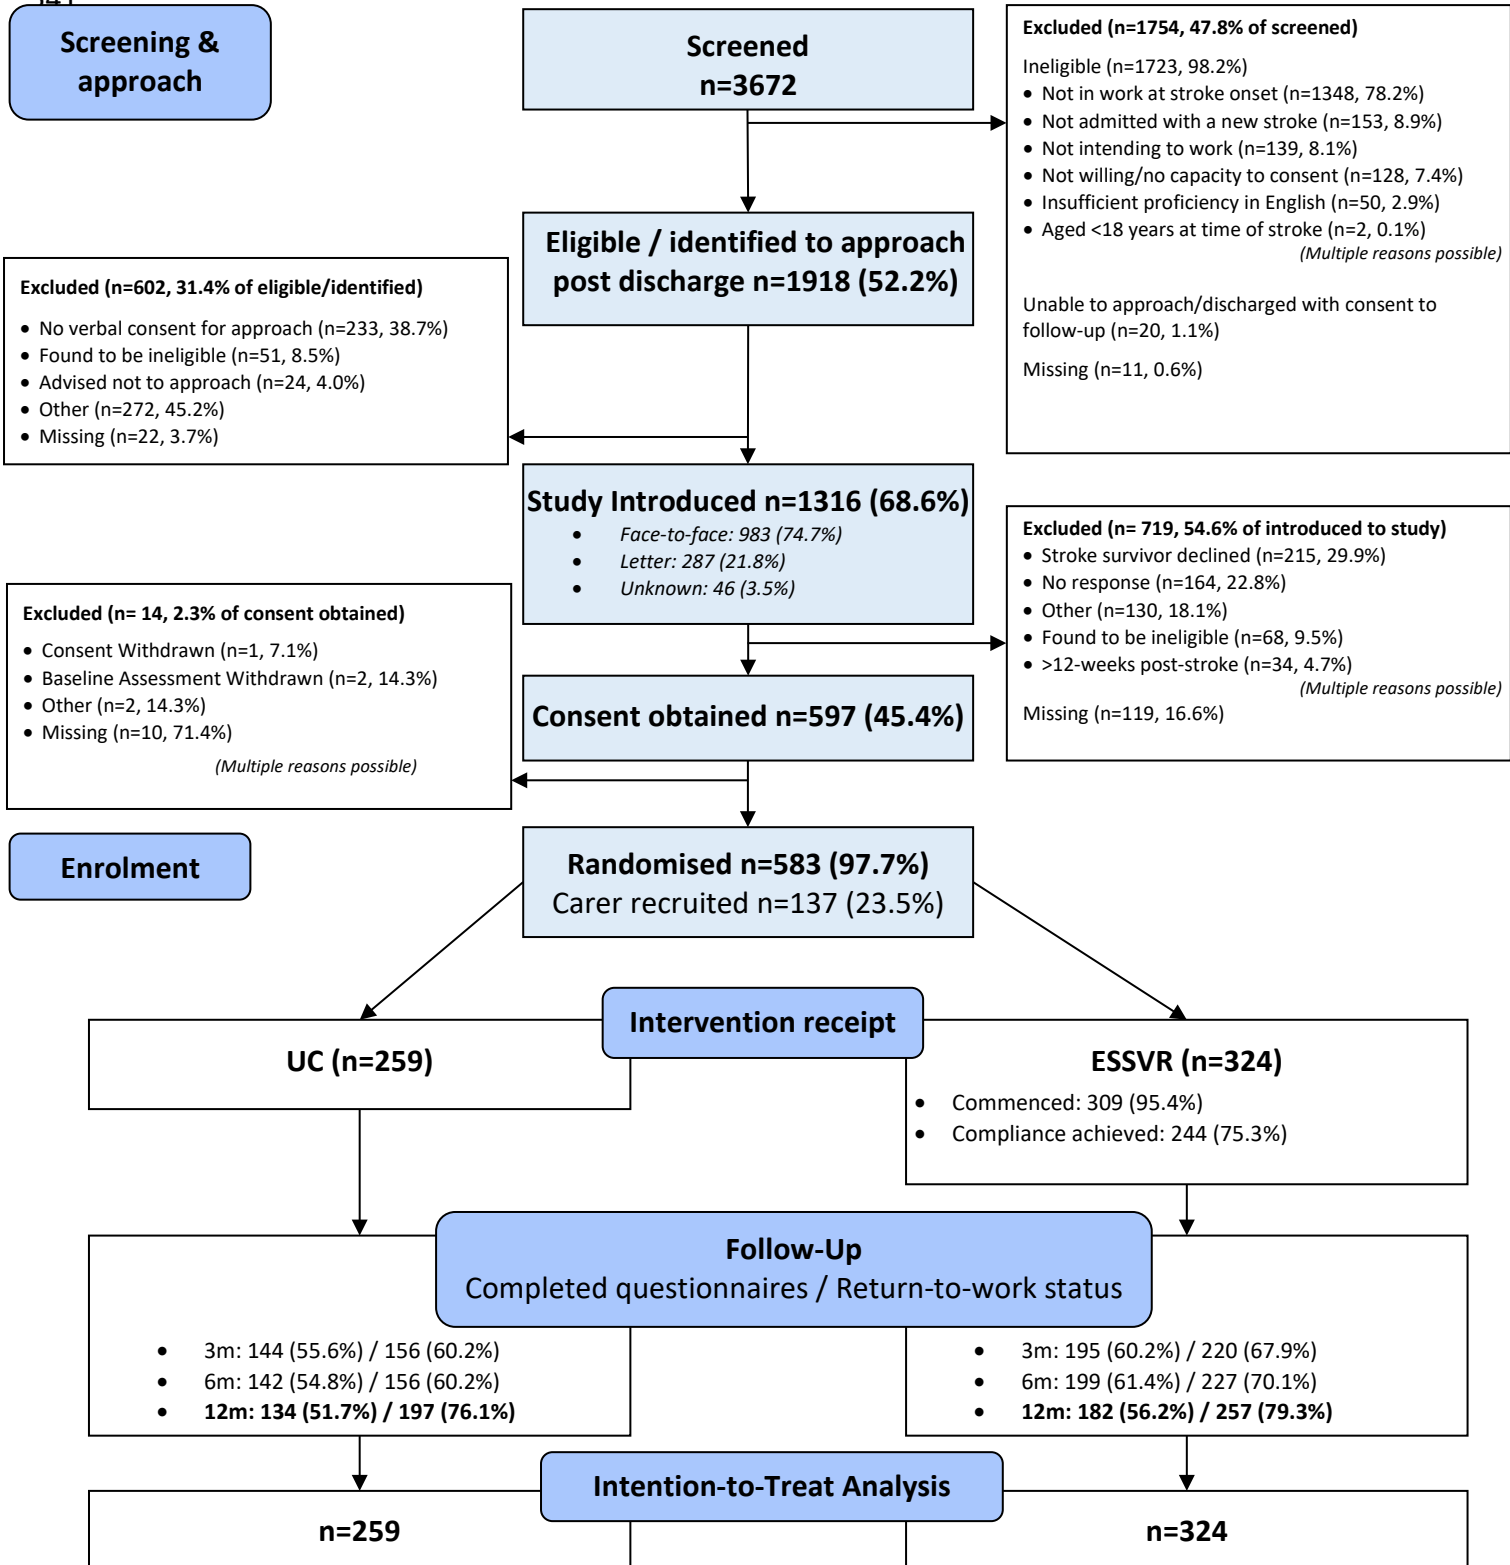 Screening &
approach
Screened
n=3672
Excluded (n=1754, 47.8% of screened)
Ineligible (n=1723, 98.2%)
• Not in work at stroke onset (n=1348, 78.2%)
• Not admitted with a new stroke (n=153, 8.9%)
• Not intending to work (n=139, 8.1%)
• Not willing/no capacity to consent (n=128, 7.4%)
• Insufficient proficiency in English (n=50, 2.9%)
• Aged <18 years at time of stroke (n=2, 0.1%)
(Multiple reasons possible)
Unable to approach/discharged with consent to
follow-up (n=20, 1.1%)
Missing (n=11, 0.6%)
Eligible / identified to approach
post discharge n=1918 (52.2%)
Excluded (n=602, 31.4% of eligible/identified)
• No verbal consent for approach (n=233, 38.7%)
• Found to be ineligible (n=51, 8.5%)
• Advised not to approach (n=24, 4.0%)
• Other (n=272, 45.2%)
• Missing (n=22, 3.7%)
Study Introduced n=1316 (68.6%)
• Face-to-face: 983 (74.7%)
• Letter: 287 (21.8%)
• Unknown: 46 (3.5%)
Excluded (n= 719, 54.6% of introduced to study)
• Stroke survivor declined (n=215, 29.9%)
• No response (n=164, 22.8%)
• Other (n=130, 18.1%)
• Found to be ineligible (n=68, 9.5%)
• >12-weeks post-stroke (n=34, 4.7%)
(Multiple reasons possible)
Missing (n=119, 16.6%)
Excluded (n= 14, 2.3% of consent obtained)
• Consent Withdrawn (n=1, 7.1%)
• Baseline Assessment Withdrawn (n=2, 14.3%)
• Other (n=2, 14.3%)
• Missing (n=10, 71.4%)
(Multiple reasons possible)
Consent obtained n=597 (45.4%)
Enrolment
Randomised n=583 (97.7%)
Carer recruited n=137 (23.5%)
Intervention receipt
UC (n=259)
ESSVR (n=324)
• Commenced: 309 (95.4%)
• Compliance achieved: 244 (75.3%)
Follow-Up
Completed questionnaires / Return-to-work status
• 3m: 144 (55.6%) / 156 (60.2%)
• 6m: 142 (54.8%) / 156 (60.2%)
• 12m: 134 (51.7%) / 197 (76.1%)
• 3m: 195 (60.2%) / 220 (67.9%)
• 6m: 199 (61.4%) / 227 (70.1%)
• 12m: 182 (56.2%) / 257 (79.3%)
Intention-to-Treat Analysis
n=259
n=324